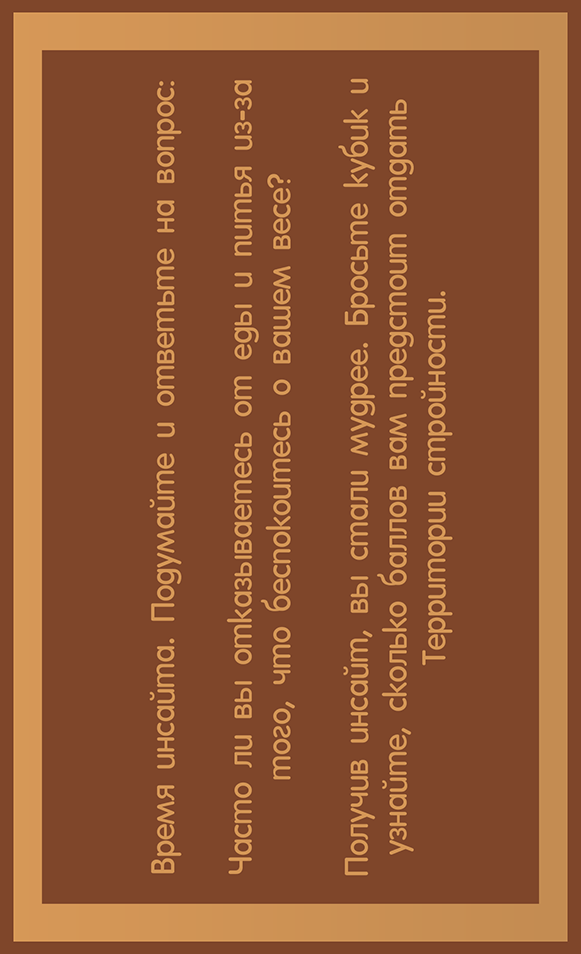 Время инсайта. Подумайте и ответьте на вопрос:
Часто ли вы отказываетесь от еды и питья из-за
того, что беспокоитесь о вашем весе?
Получив инсайт, вы стали мудрее. Бросьте кубик и
узнайте, сколько баллов вам предстоит отдать
Территории стройности.